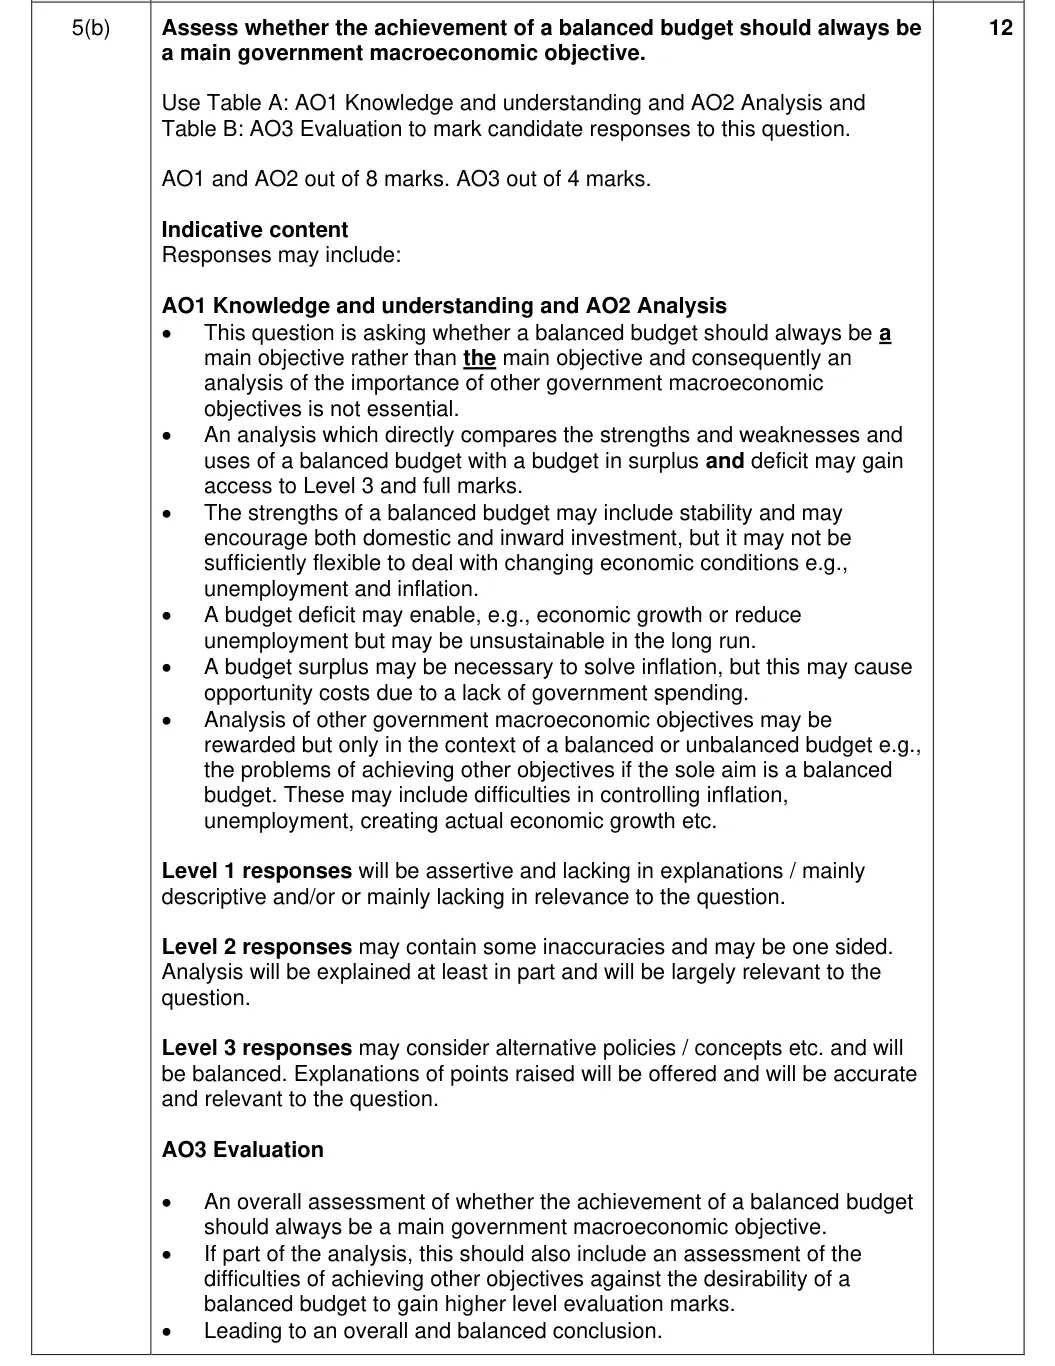 5(b)
Assess whether the achievement of a balanced budget should always be
a main government macroeconomic objective.
12
Use Table A: AO1 Knowledge and understanding and AO2 Analysis and
Table B: AO3 Evaluation to mark candidate responses to this question.
AO1 and AO2 out of 8 marks. AO3 out of 4 marks.
Indicative content
Responses may include:
AO1 Knowledge and understanding and AO2 Analysis
• This question is asking whether a balanced budget should always be a
main objective rather than the main objective and consequently an
analysis of the importance of other government macroeconomic
objectives is not essential.
• An analysis which directly compares the strengths and weaknesses and
uses of a balanced budget with a budget in surplus and deficit may gain
access to Level 3 and full marks.
• The strengths of a balanced budget may include stability and may
encourage both domestic and inward investment, but it may not be
sufficiently flexible to deal with changing economic conditions e.g.,
unemployment and inflation.
• A budget deficit may enable, e.g., economic growth or reduce
unemployment but may be unsustainable in the long run.
• A budget surplus may be necessary to solve inflation, but this may cause
opportunity costs due to a lack of government spending.
• Analysis of other government macroeconomic objectives may be
rewarded but only in the context of a balanced or unbalanced budget e.g.,
the problems of achieving other objectives if the sole aim is a balanced
budget. These may include difficulties in controlling inflation,
unemployment, creating actual economic growth etc.
Level 1 responses will be assertive and lacking in explanations / mainly
descriptive and/or or mainly lacking in relevance to the question.
Level 2 responses may contain some inaccuracies and may be one sided.
Analysis will be explained at least in part and will be largely relevant to the
question.
Level 3 responses may consider alternative policies / concepts etc. and will
be balanced. Explanations of points raised will be offered and will be accurate
and relevant to the question.
AO3 Evaluation
• An overall assessment of whether the achievement of a balanced budget
should always be a main government macroeconomic objective.
• If part of the analysis, this should also include an assessment of the
difficulties of achieving other objectives against the desirability of a
balanced budget to gain higher level evaluation marks.
• Leading to an overall and balanced conclusion.